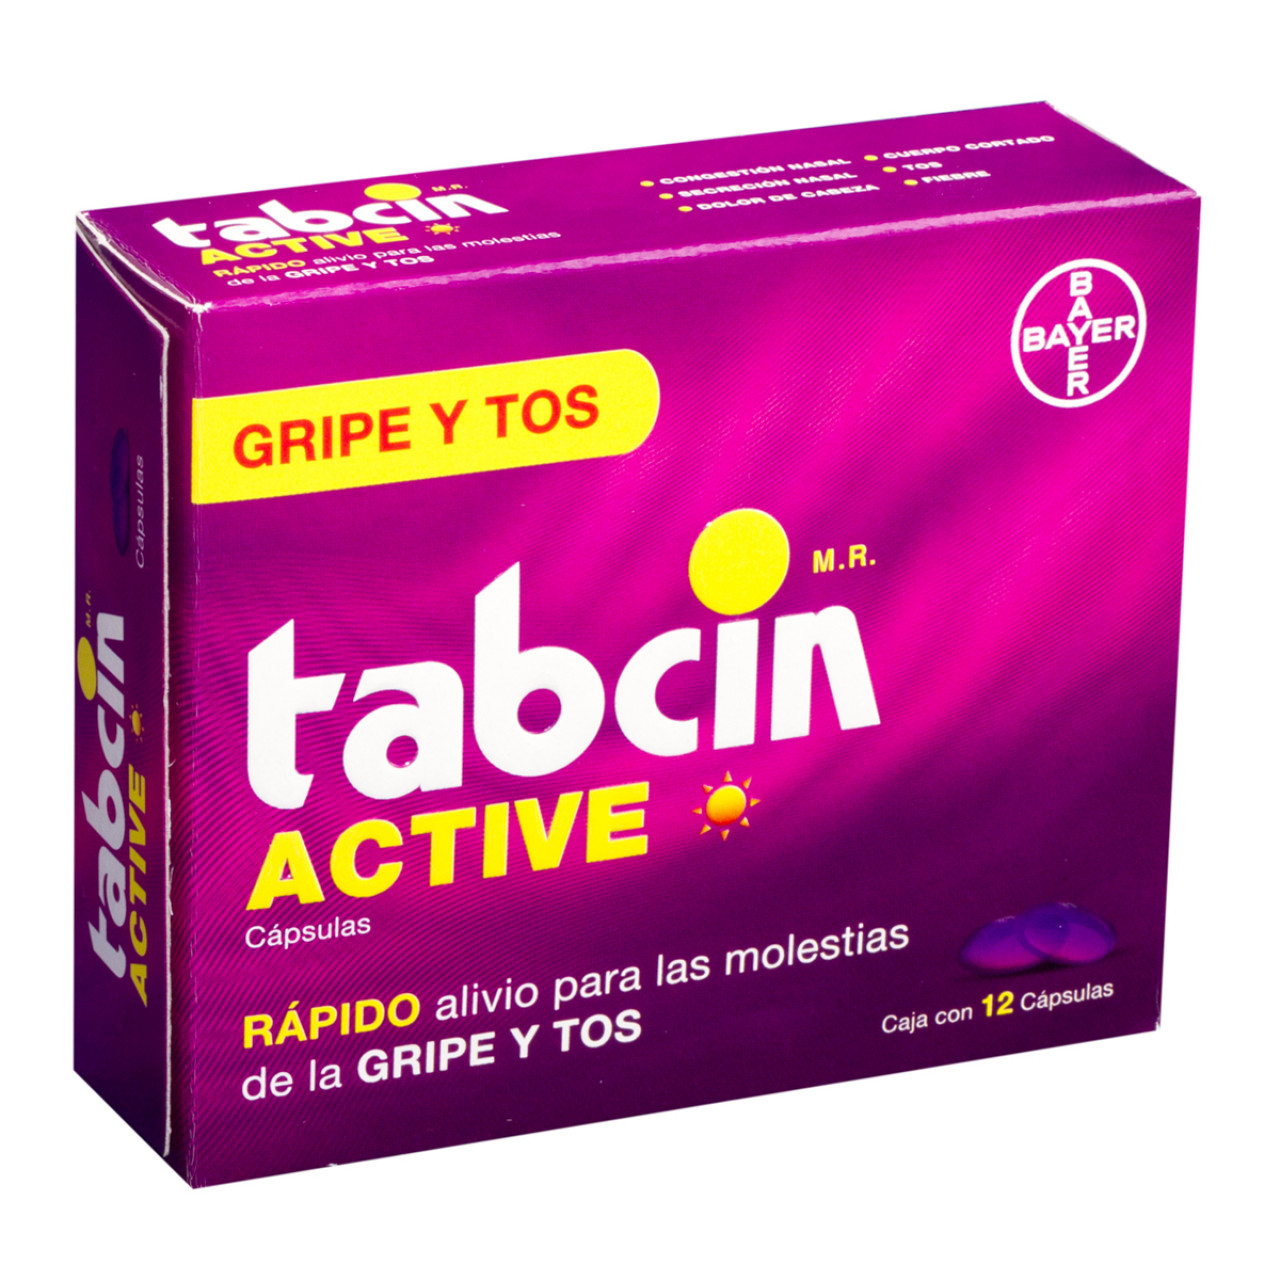 tabcin M.R.
ACTIVE
RÁPIDO alivio para las molestias
de la GRIPE Y TOS
• CONGESTIÓN NASAL
• SECRECIÓN NASAL
• DOLOR DE CABEZA
• CUERPO CORTADO
• TOS
• FIEBRE
BAYER
BAYER
GRIPE Y TOS
tabcin M.R.
ACTIVE
Cápsulas
RÁPIDO alivio para las molestias
de la GRIPE Y TOS
Caja con 12 Cápsulas
tabcin M.R.
ACTIVE
Cápsulas